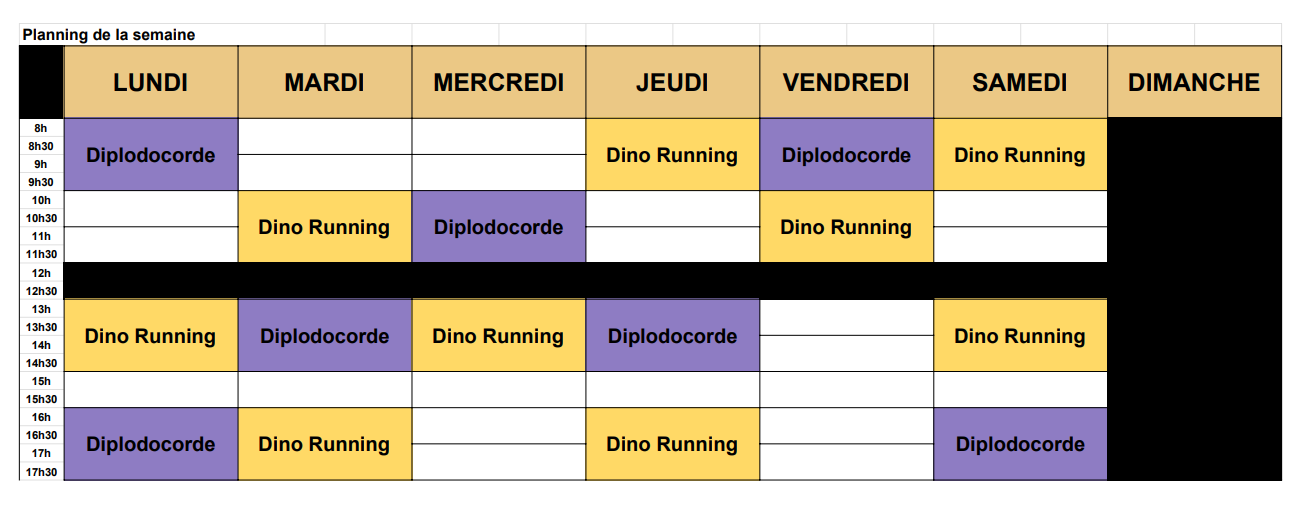 Planning de la semaine
LUNDI MARDI MERCREDI JEUDI VENDREDI SAMEDI DIMANCHE
8h
8h30
Diplodocorde Dino Running Diplodocorde Dino Running
9h
9h30
10h
10h30
Dino Running Diplodocorde Dino Running
11h
11h30
12h
12h30
13h
13h30
Dino Running Diplodocorde Dino Running Diplodocorde Dino Running
14h
14h30
15h
15h30
16h
16h30
Diplodocorde Dino Running Dino Running Diplodocorde
17h
17h30